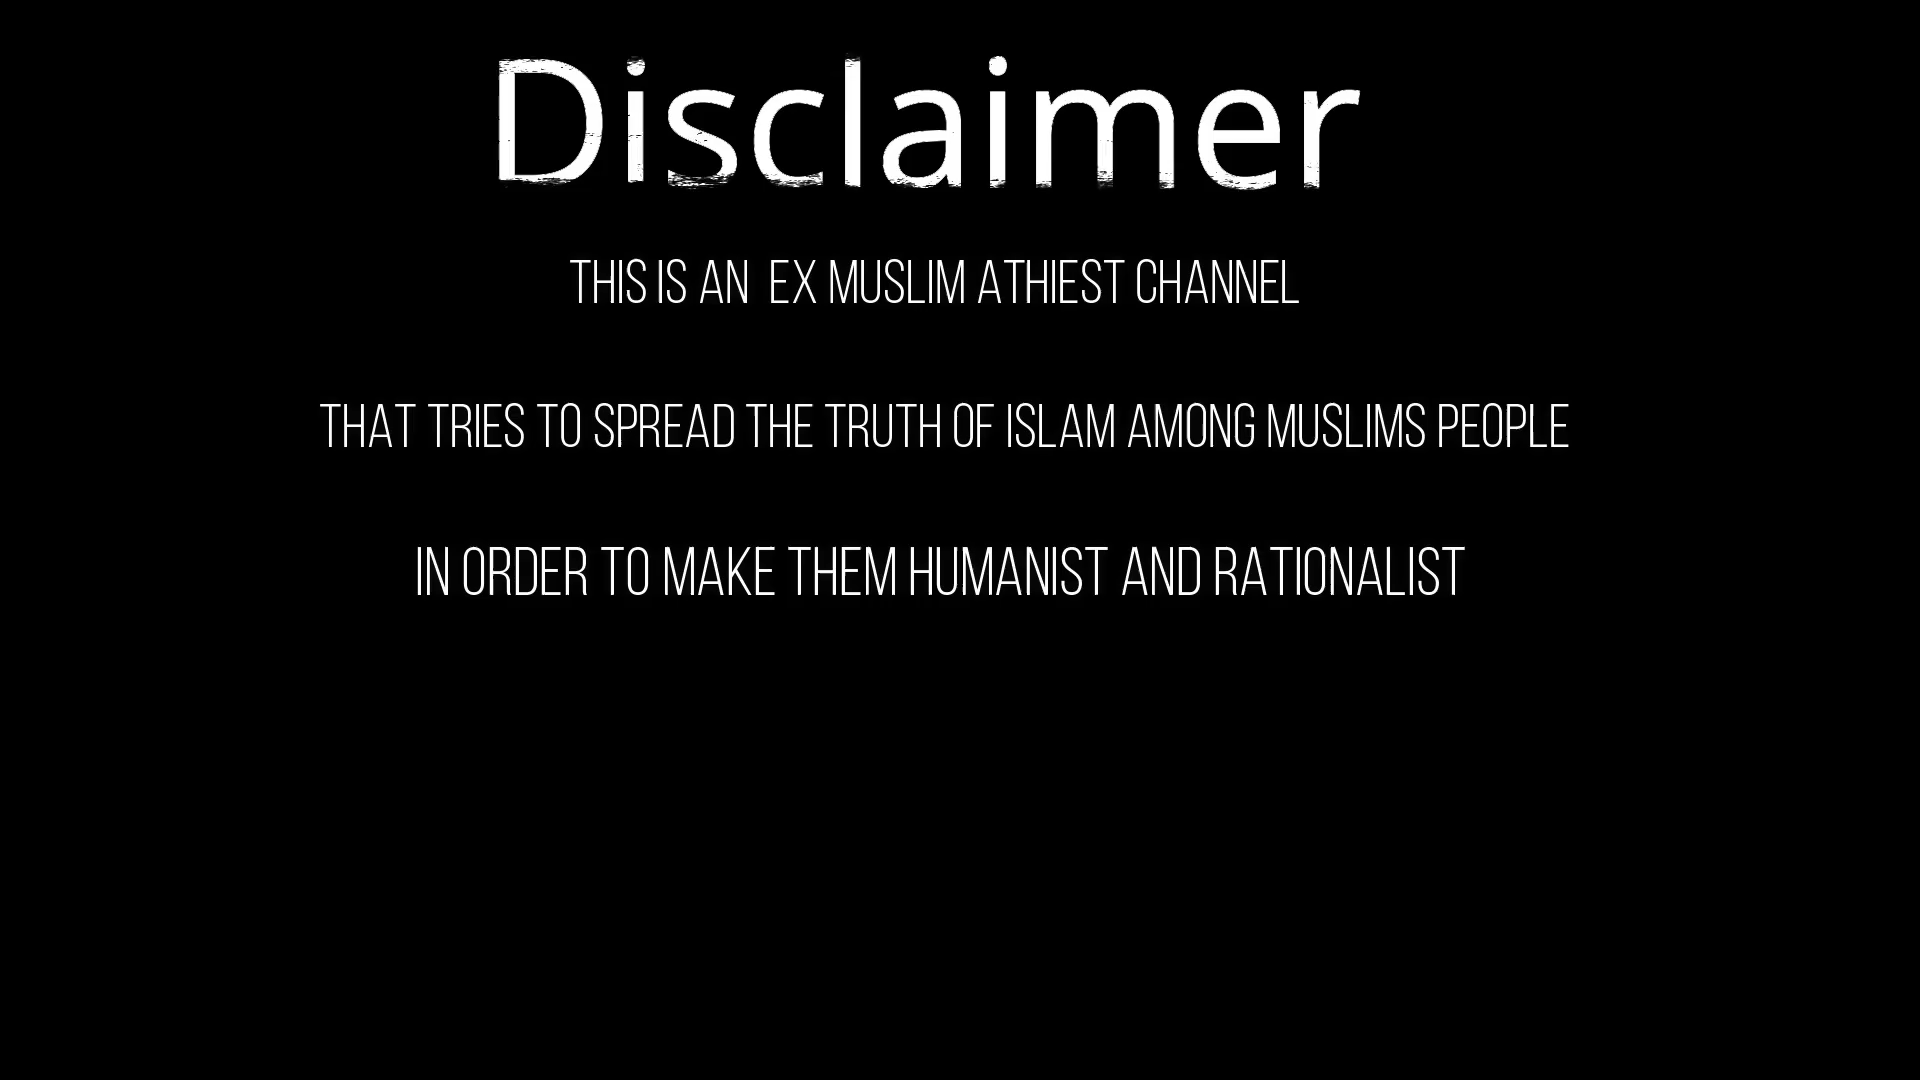 Disclaimer
THIS IS AN EX MUSLIM ATHIEST CHANNEL
THAT TRIES TO SPREAD THE TRUTH OF ISLAM AMONG MUSLIMS PEOPLE
IN ORDER TO MAKE THEM HUMANIST AND RATIONALIST